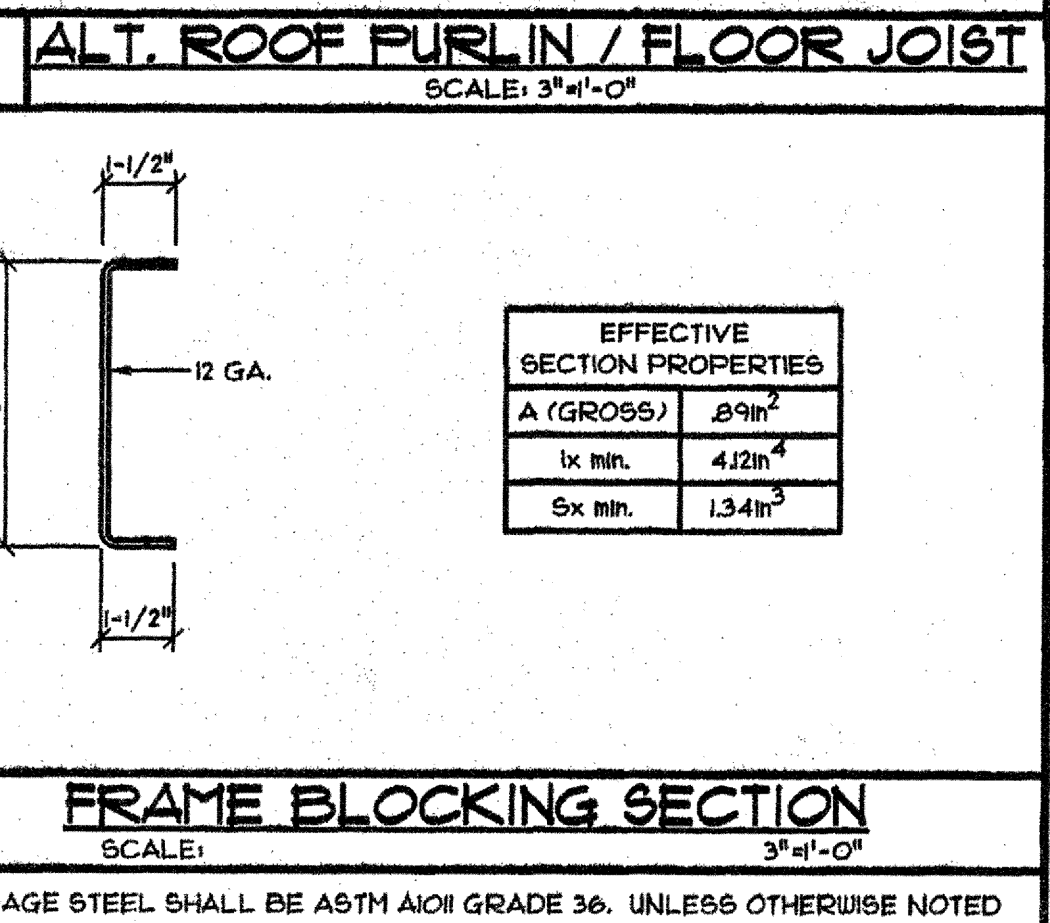 ALT. ROOF PURLIN / FLOOR JOIST
SCALE: 3"=1'-0"
1-1/2"
12 GA.
EFFECTIVE
SECTION PROPERTIES
A (GROSS) .89in²
Ix min. 4.12in⁴
Sx min. 1.34in³
1-1/2"
FRAME BLOCKING SECTION
SCALE: 3"=1'-0"
AGE STEEL SHALL BE ASTM A1011 GRADE 36. UNLESS OTHERWISE NOTED